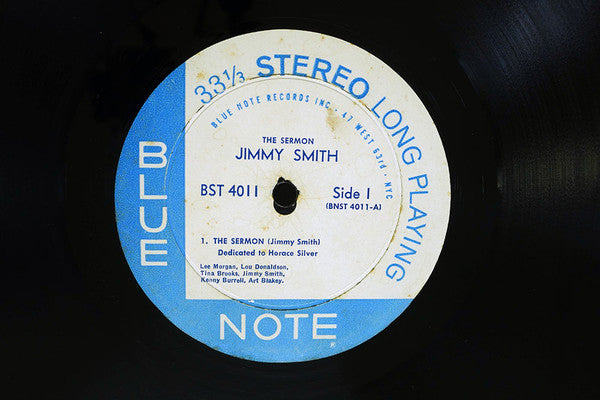 33 1/3 STEREO LONG PLAYING
BLUE NOTE RECORDS INC · 47 WEST 63rd · NYC
THE SERMON
JIMMY SMITH
BST 4011
Side 1
(BNST 4011-A)
1. THE SERMON (Jimmy Smith)
Dedicated to Horace Silver
Lee Morgan, Lou Donaldson,
Tina Brooks, Jimmy Smith,
Kenny Burrell, Art Blakey.
BLUE
NOTE